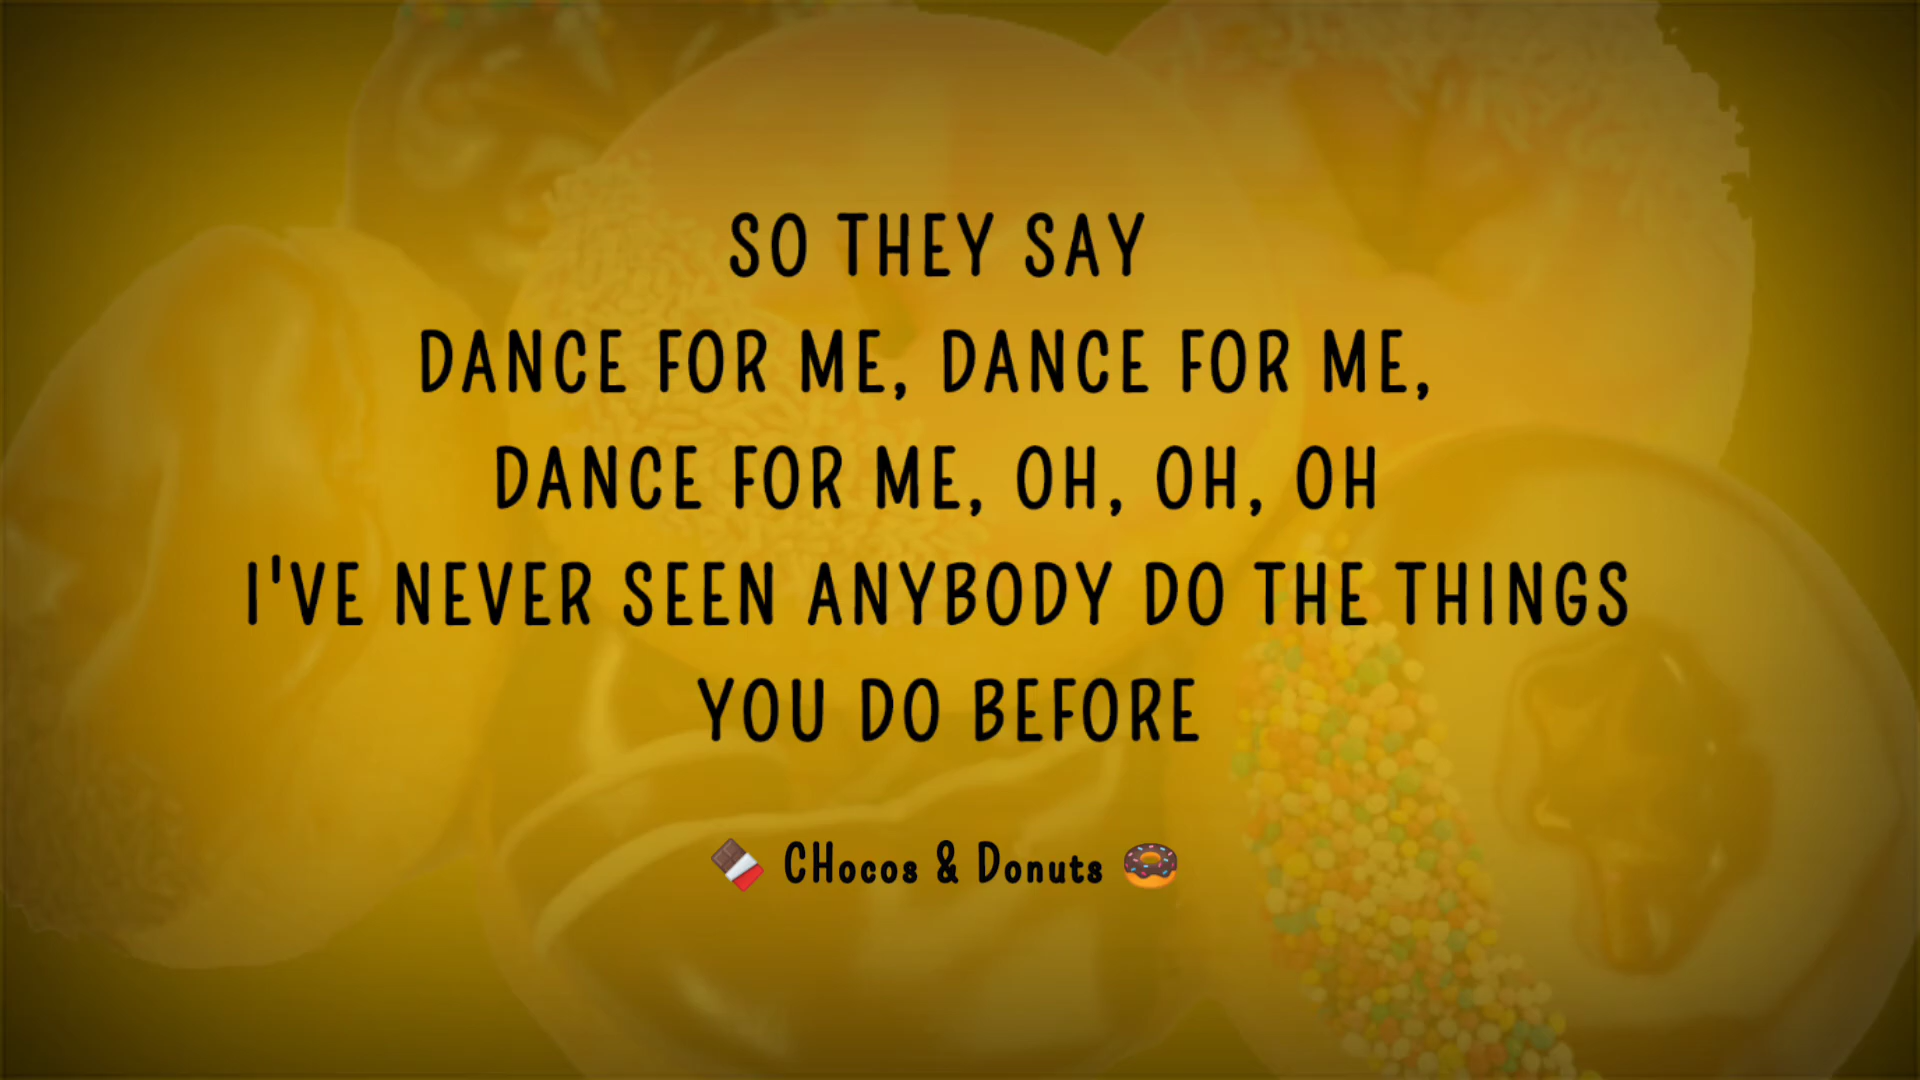 SO THEY SAY
DANCE FOR ME, DANCE FOR ME,
DANCE FOR ME, OH, OH, OH
I'VE NEVER SEEN ANYBODY DO THE THINGS
YOU DO BEFORE
🍫 CHocos & Donuts 🍩